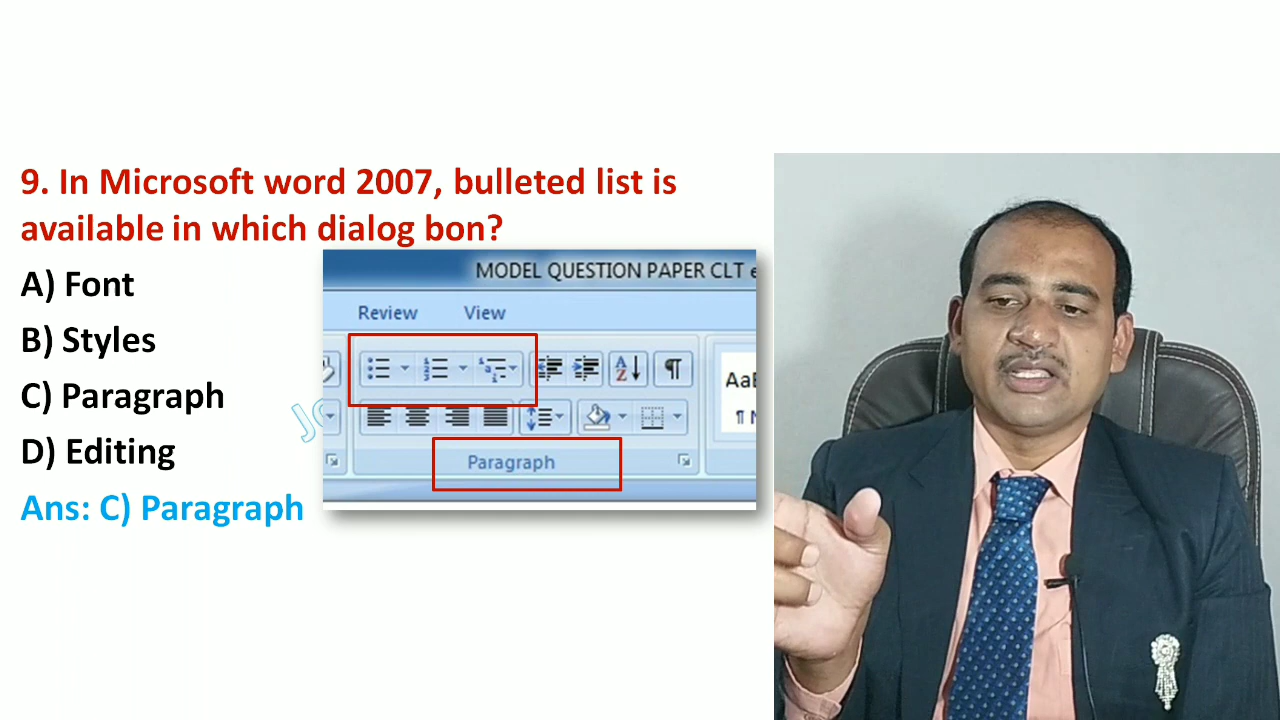 9. In Microsoft word 2007, bulleted list is
available in which dialog bon?
A) Font
B) Styles
C) Paragraph
D) Editing
Ans: C) Paragraph
MODEL QUESTION PAPER CLT
Review View
Paragraph